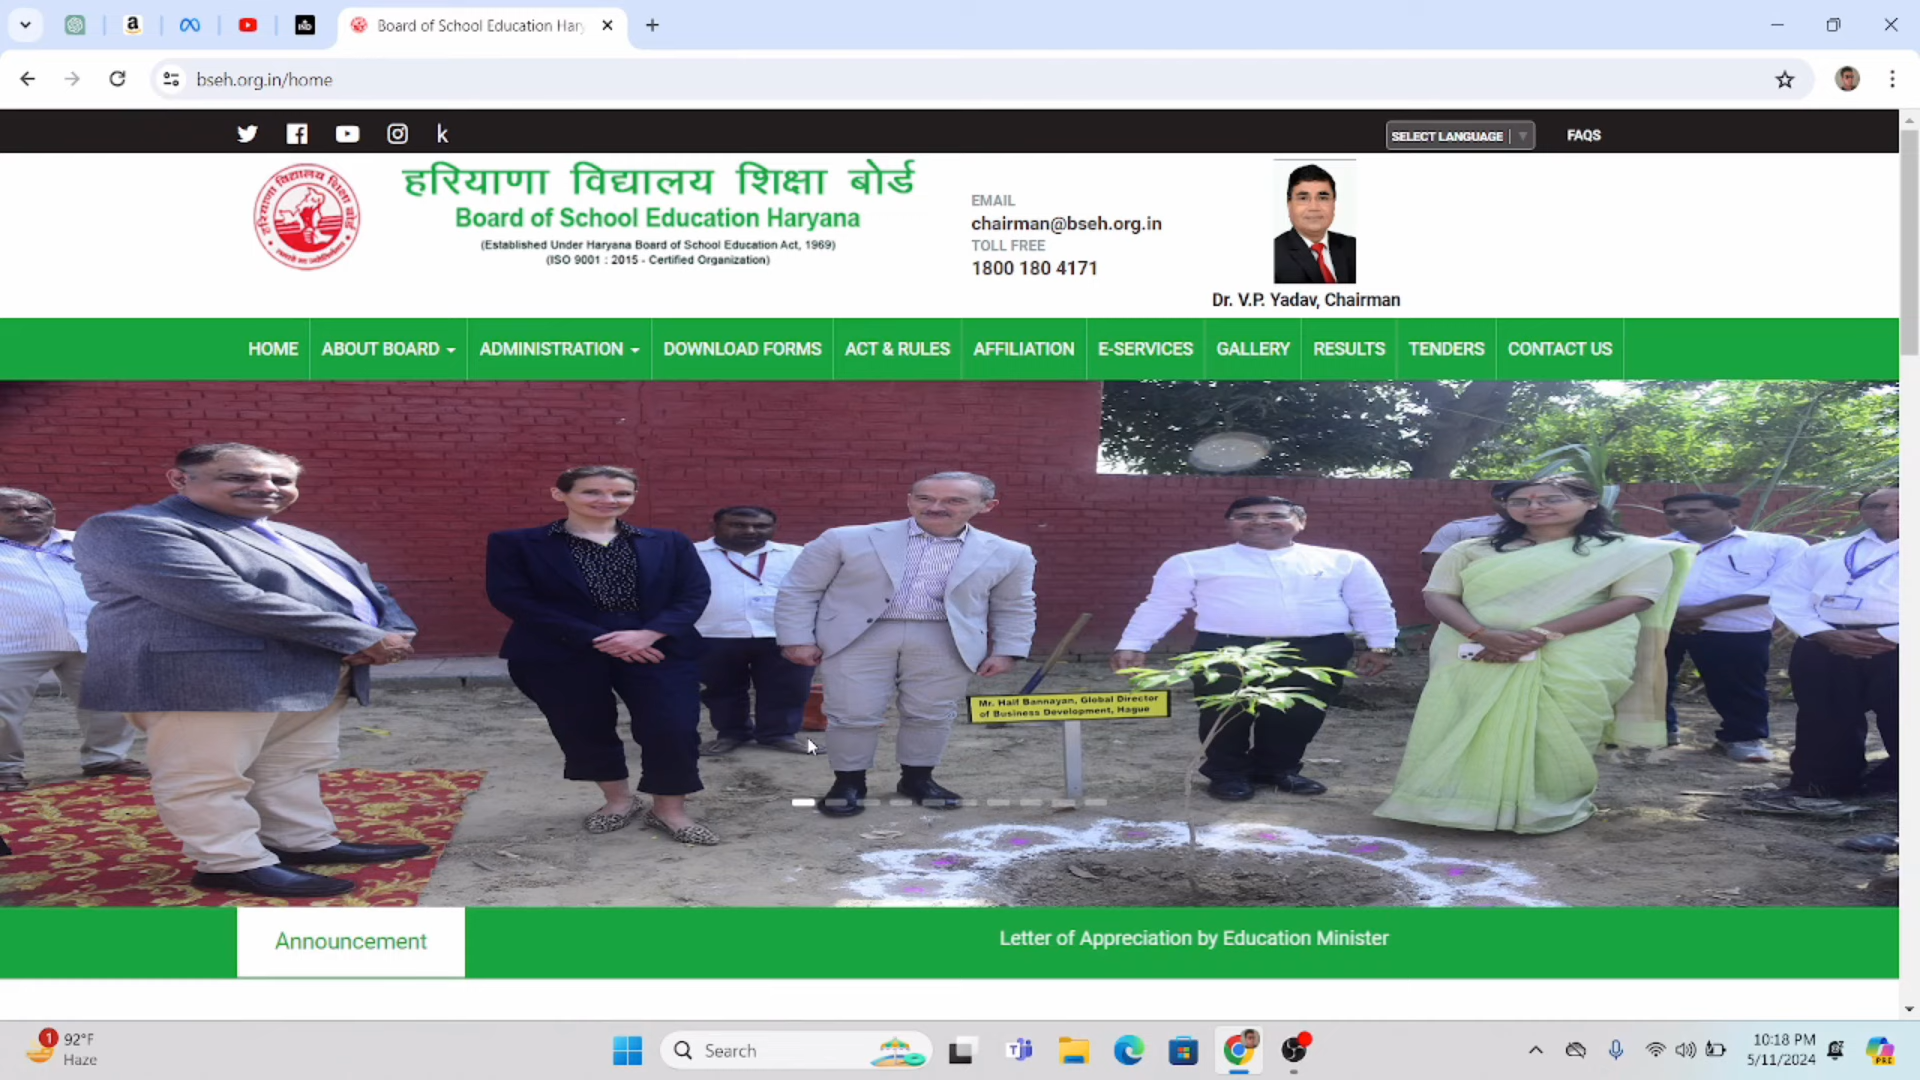 Board of School Education Hary
bseh.org.in/home
SELECT LANGUAGE
FAQS
हरियाणा विद्यालय शिक्षा बोर्ड
Board of School Education Haryana
(Established Under Haryana Board of School Education Act, 1969)
(ISO 9001 : 2015 - Certified Organization)
EMAIL
chairman@bseh.org.in
TOLL FREE
1800 180 4171
Dr. V.P. Yadav, Chairman
HOME
ABOUT BOARD
ADMINISTRATION
DOWNLOAD FORMS
ACT & RULES
AFFILIATION
E-SERVICES
GALLERY
RESULTS
TENDERS
CONTACT US
Mr. Haif Bannayan, Global Director
of Business Development, Hague
Announcement
Letter of Appreciation by Education Minister
1
92°F
Haze
Search
10:18 PM
5/11/2024